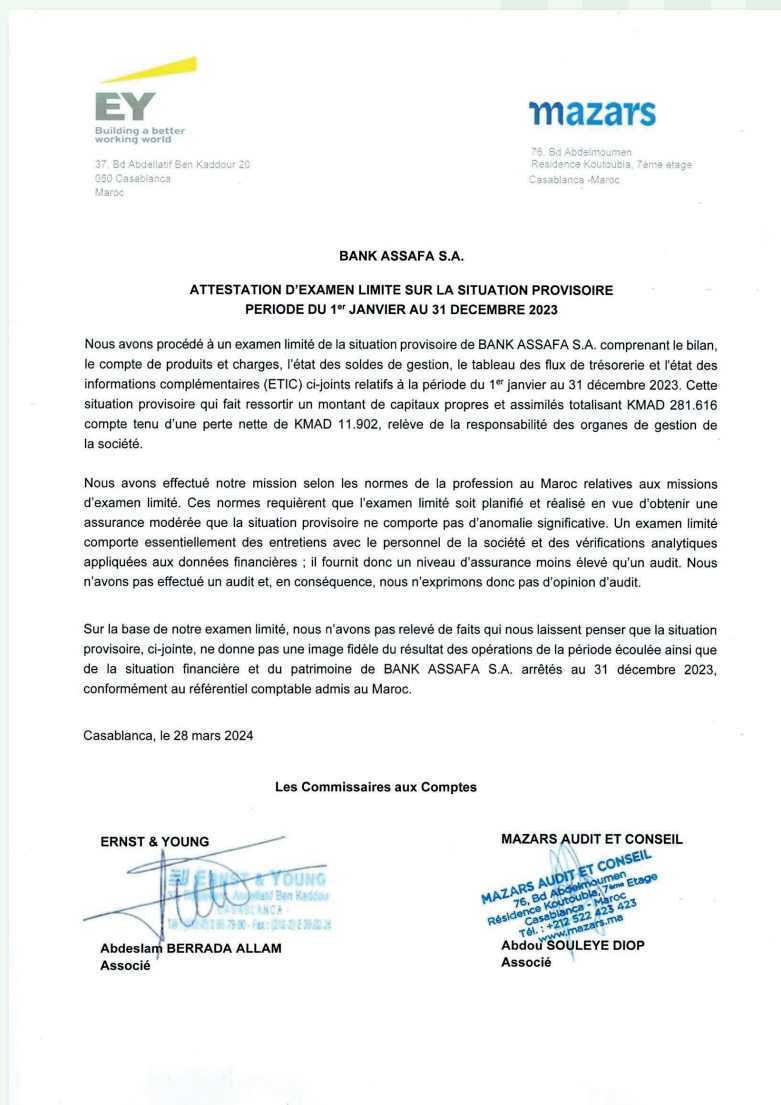 EY
Building a better
working world
37, Bd Abdellatif Ben Kaddour 20
050 Casablanca
Maroc
mazars
76, Bd Abdelmoumen
Résidence Koutoubia, 7ème étage
Casablanca -Maroc
BANK ASSAFA S.A.
ATTESTATION D'EXAMEN LIMITE SUR LA SITUATION PROVISOIRE
PERIODE DU 1er JANVIER AU 31 DECEMBRE 2023
Nous avons procédé à un examen limité de la situation provisoire de BANK ASSAFA S.A. comprenant le bilan,
le compte de produits et charges, l'état des soldes de gestion, le tableau des flux de trésorerie et l'état des
informations complémentaires (ETIC) ci-joints relatifs à la période du 1er janvier au 31 décembre 2023. Cette
situation provisoire qui fait ressortir un montant de capitaux propres et assimilés totalisant KMAD 281.616
compte tenu d'une perte nette de KMAD 11.902, relève de la responsabilité des organes de gestion de
la société.
Nous avons effectué notre mission selon les normes de la profession au Maroc relatives aux missions
d'examen limité. Ces normes requièrent que l'examen limité soit planifié et réalisé en vue d'obtenir une
assurance modérée que la situation provisoire ne comporte pas d'anomalie significative. Un examen limité
comporte essentiellement des entretiens avec le personnel de la société et des vérifications analytiques
appliquées aux données financières ; il fournit donc un niveau d'assurance moins élevé qu'un audit. Nous
n'avons pas effectué un audit et, en conséquence, nous n'exprimons donc pas d'opinion d'audit.
Sur la base de notre examen limité, nous n'avons pas relevé de faits qui nous laissent penser que la situation
provisoire, ci-jointe, ne donne pas une image fidèle du résultat des opérations de la période écoulée ainsi que
de la situation financière et du patrimoine de BANK ASSAFA S.A. arrêtés au 31 décembre 2023,
conformément au référentiel comptable admis au Maroc.
Casablanca, le 28 mars 2024
Les Commissaires aux Comptes
ERNST & YOUNG
ERNST & YOUNG
Abdellatif Ben Kaddour
CASABLANCA
Abdeslam BERRADA ALLAM
Associé
MAZARS AUDIT ET CONSEIL
MAZARS AUDIT ET CONSEIL
76, Bd Abdelmoumen
Résidence Koutoubia, 7ème Etage
Casablanca - Maroc
Tél. : +212 522 423 423
www.mazars.ma
Abdou SOULEYE DIOP
Associé